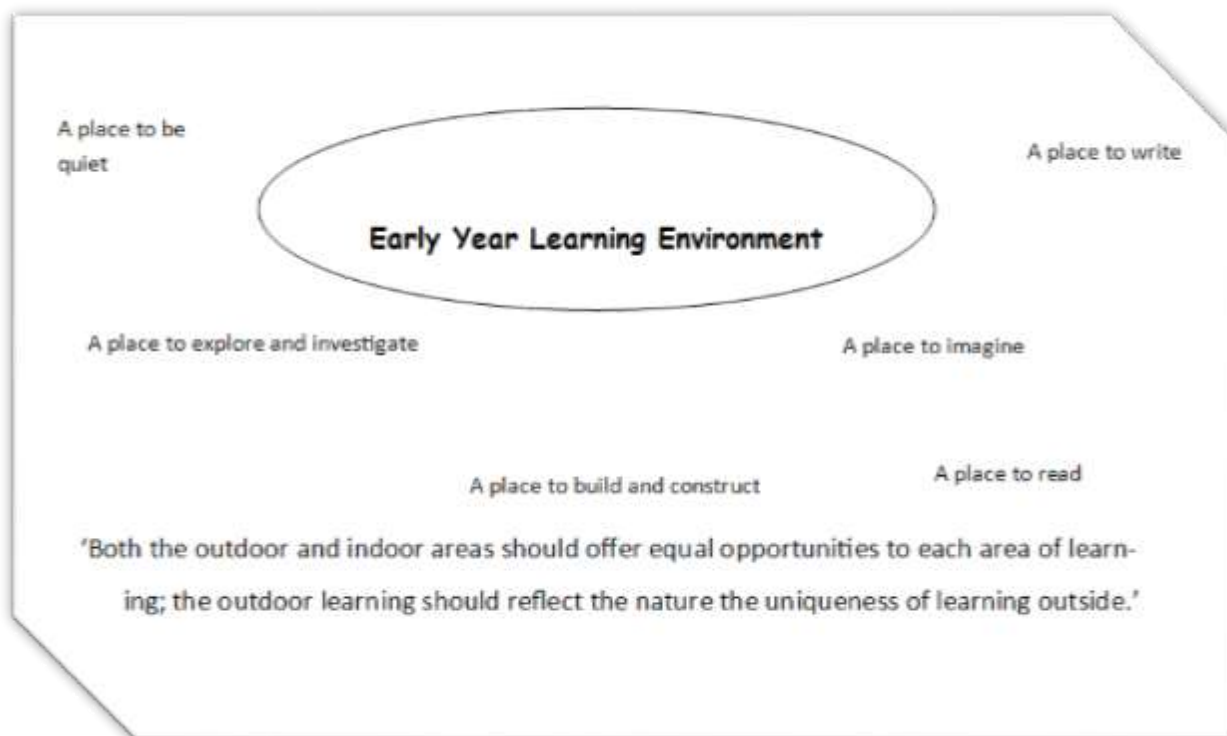 A place to be
quiet
A place to write
Early Year Learning Environment
A place to explore and investigate
A place to imagine
A place to build and construct
A place to read
'Both the outdoor and indoor areas should offer equal opportunities to each area of learn-
ing; the outdoor learning should reflect the nature the uniqueness of learning outside.'